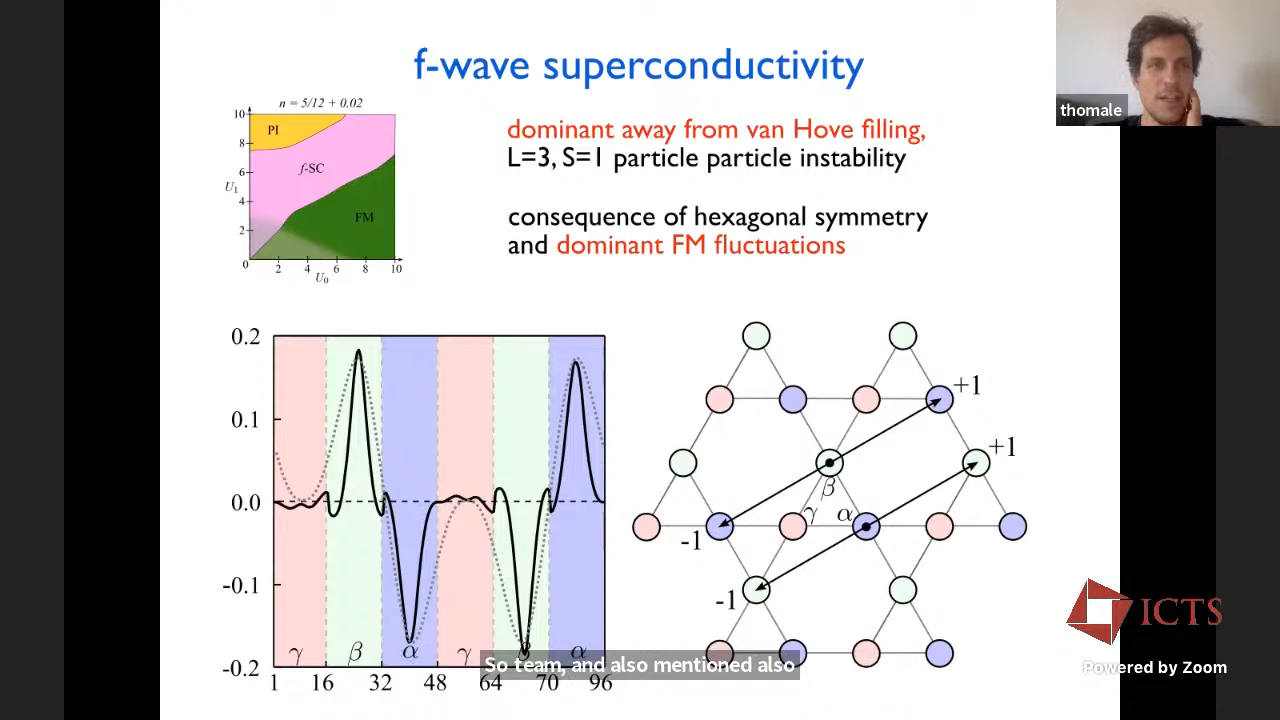 f-wave superconductivity
thomale
n = 5/12 + 0.02
10
8
6
4
2
0
U1
PI
f-SC
FM
2
4
6
8
10
U0
dominant away from van Hove filling,
L=3, S=1 particle particle instability
consequence of hexagonal symmetry
and dominant FM fluctuations
0.2
0.1
0.0
-0.1
-0.2
γ
β
α
γ
α
1
16
32
48
64
70
96
+1
+1
β
γ
α
-1
-1
So team, and also mentioned also
ICTS
Powered by Zoom